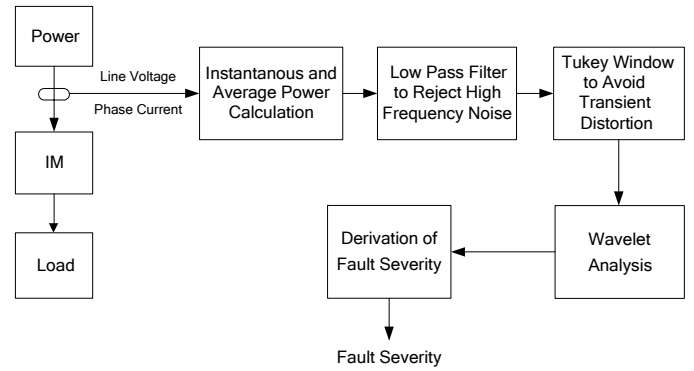 Power
Line Voltage
Phase Current
Instantanous and
Average Power
Calculation
Low Pass Filter
to Reject High
Frequency Noise
Tukey Window
to Avoid
Transient
Distortion
IM
Load
Derivation of
Fault Severity
Wavelet
Analysis
Fault Severity